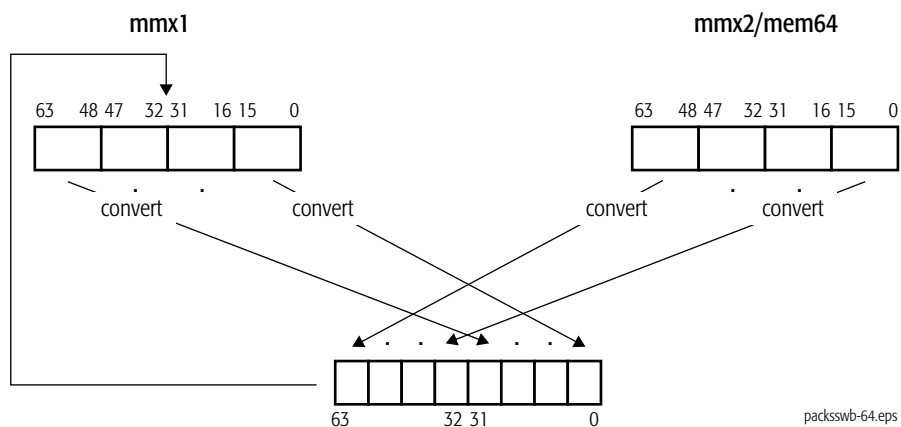 mmx1 mmx2/mem64
63 48 47 32 31 16 15 0 63 48 47 32 31 16 15 0
. . . .
convert convert convert convert
. . . . . .
63 32 31 0
packsswb-64.eps